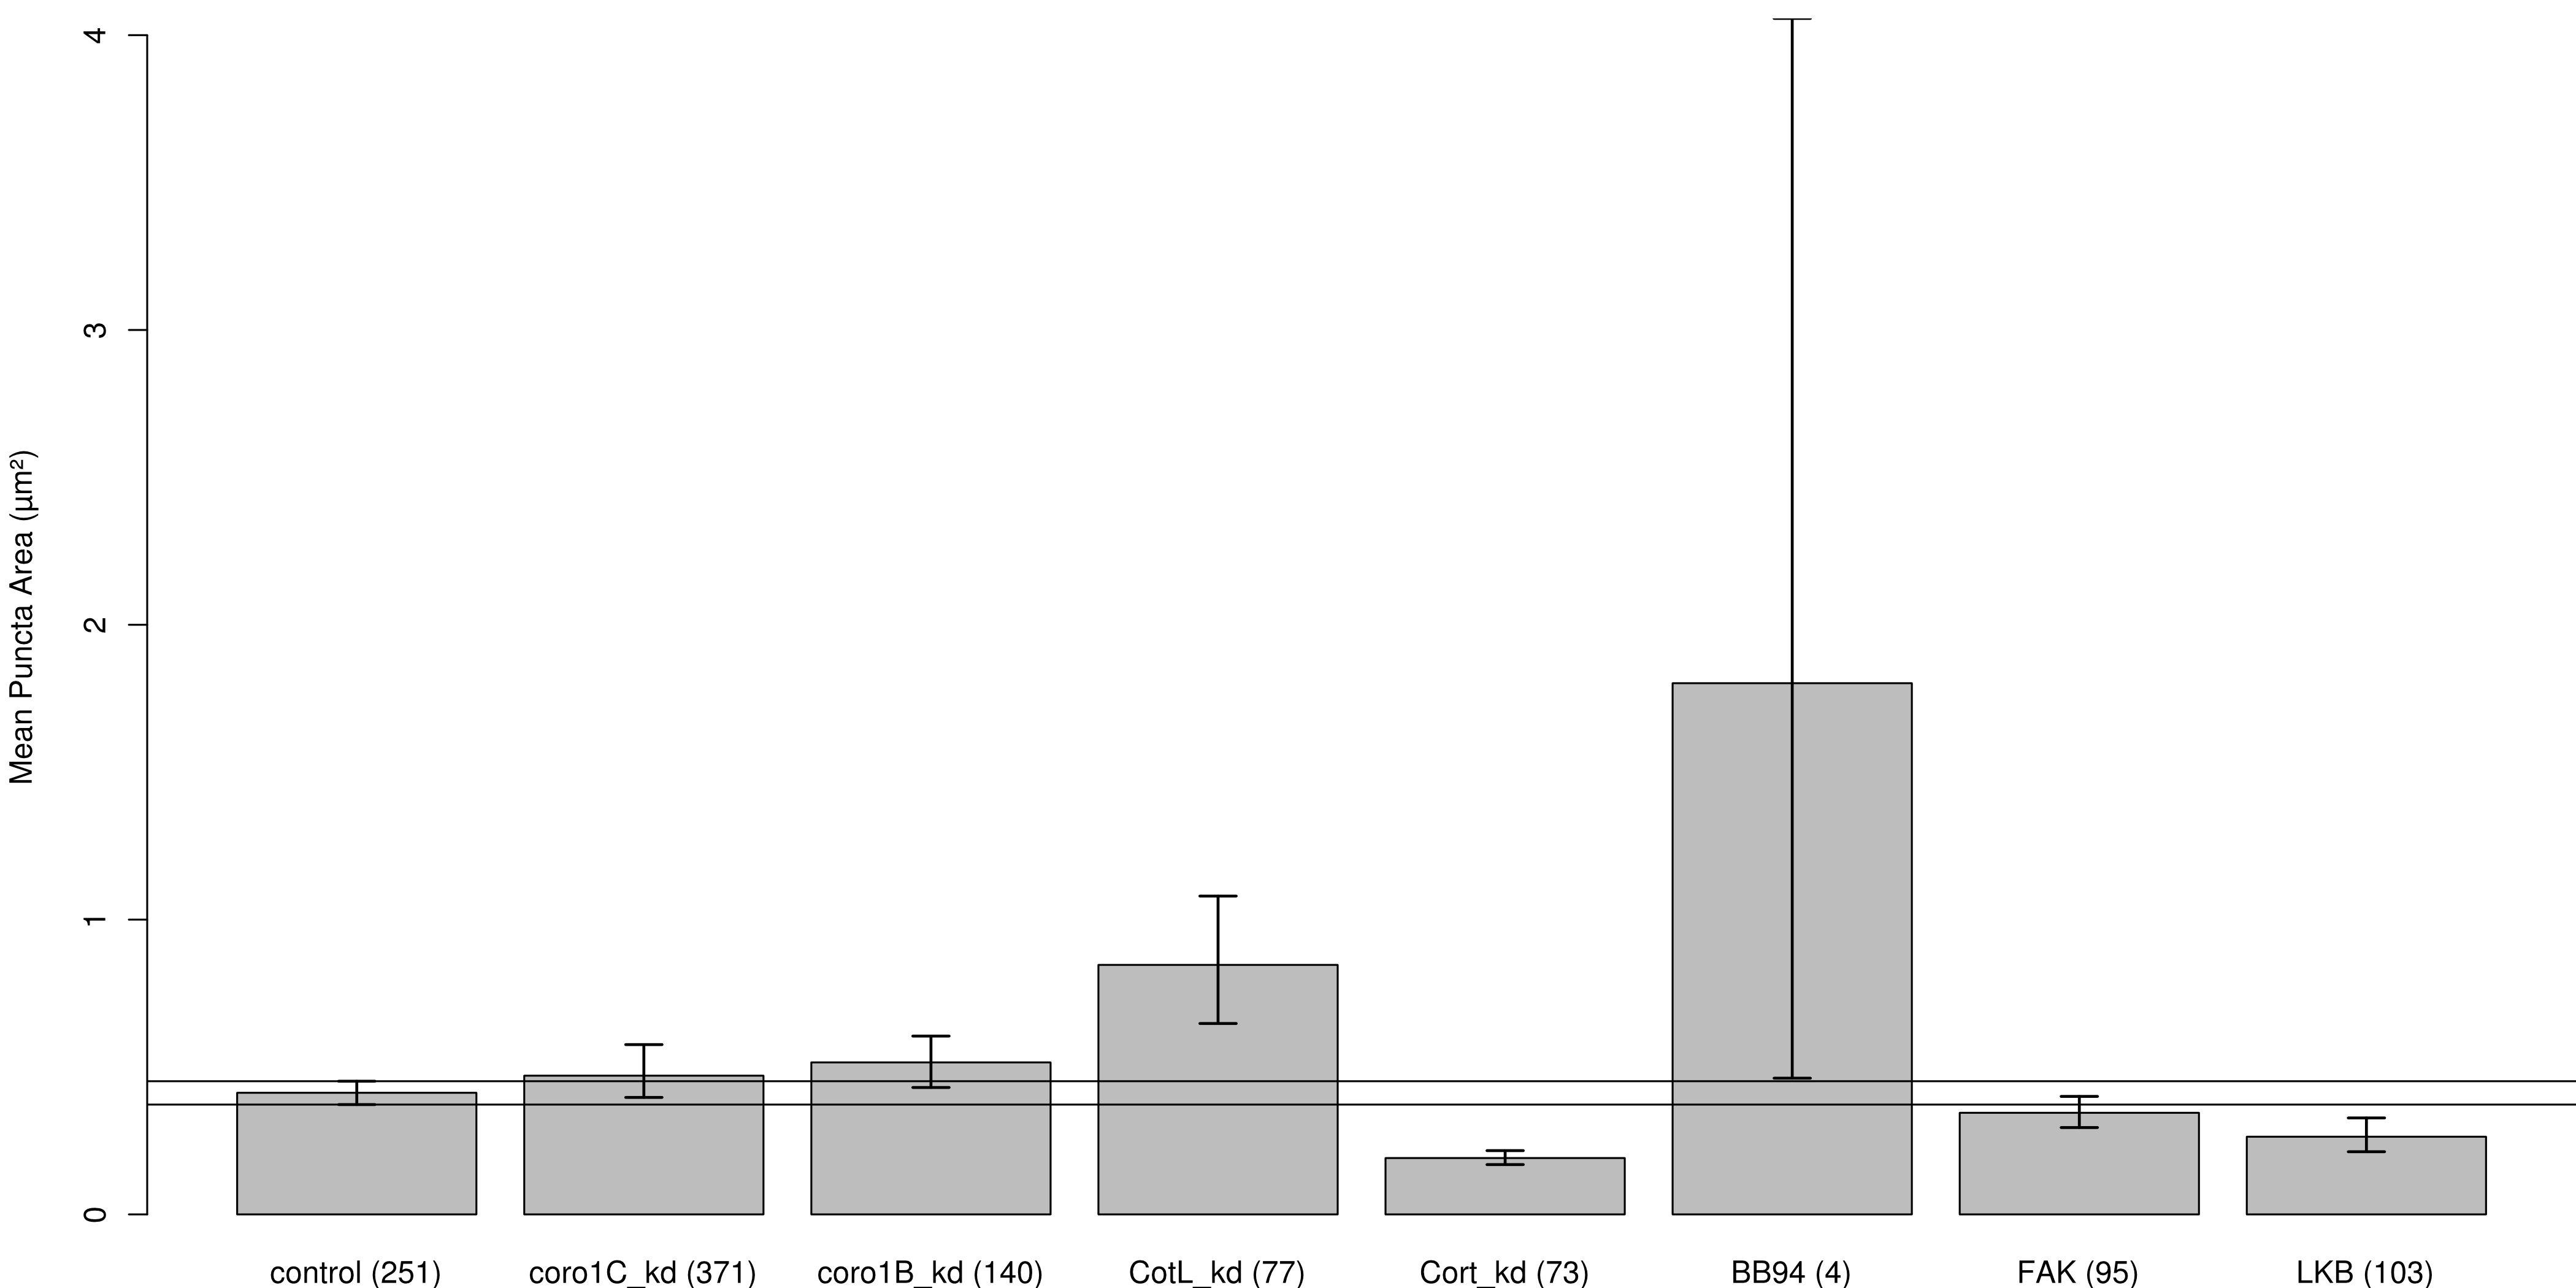 Mean Puncta Area (µm²)
4
3
2
1
0
control (251)
coro1C_kd (371)
coro1B_kd (140)
CotL_kd (77)
Cort_kd (73)
BB94 (4)
FAK (95)
LKB (103)